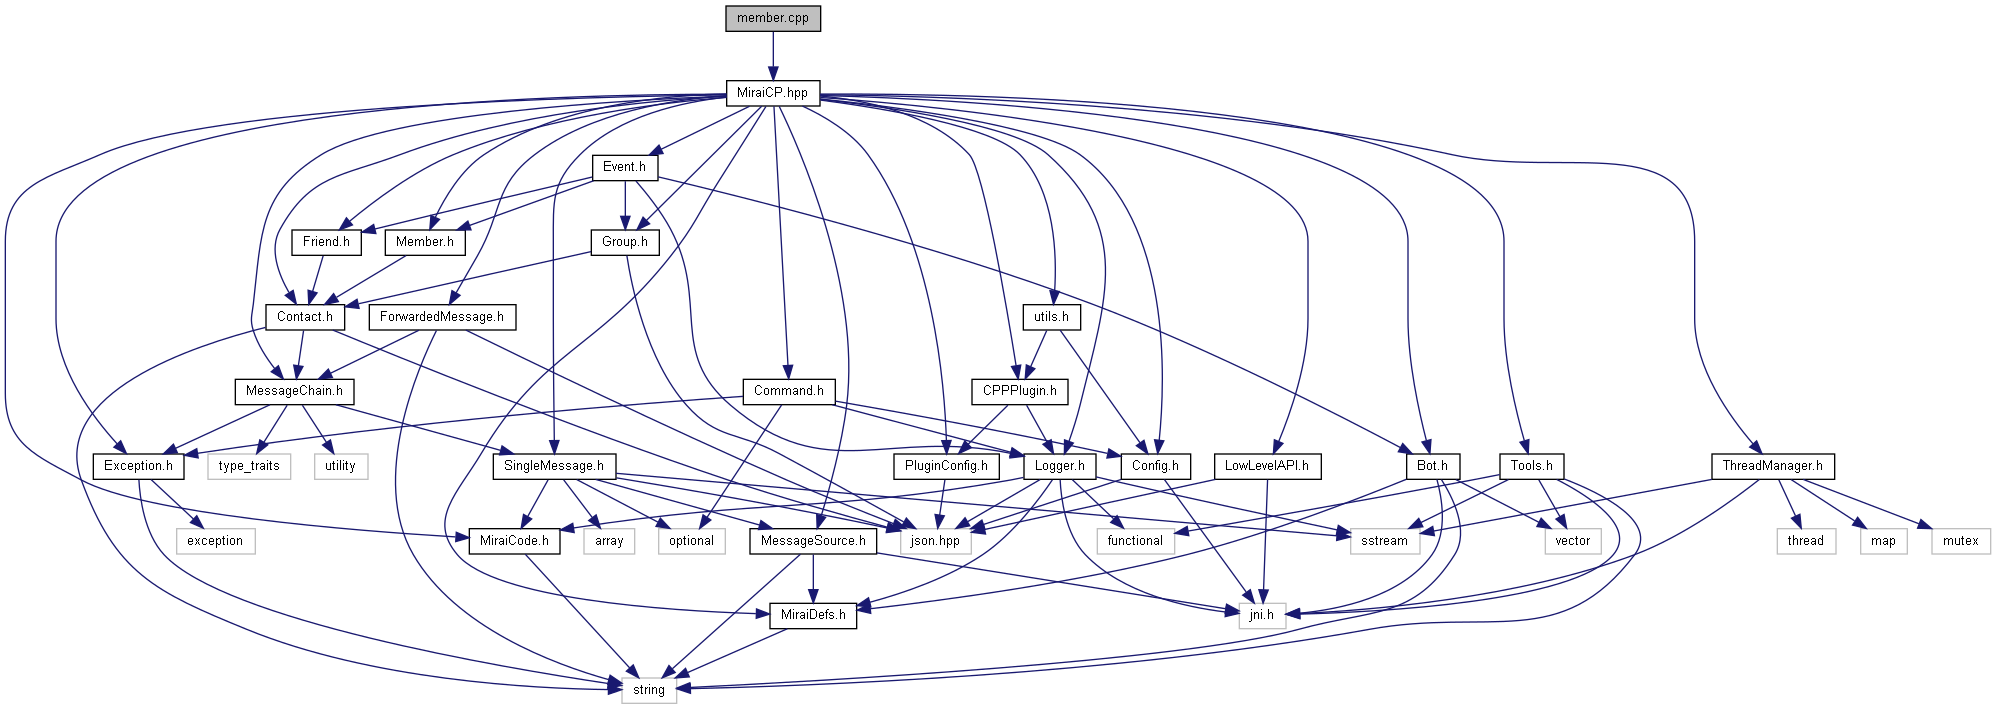 member.cpp
MiraiCP.hpp
Event.h
Friend.h
Member.h
Group.h
Contact.h
ForwardedMessage.h
utils.h
MessageChain.h
Command.h
CPPPlugin.h
Exception.h
type_traits
utility
SingleMessage.h
PluginConfig.h
Logger.h
Config.h
LowLevelAPI.h
Bot.h
Tools.h
ThreadManager.h
exception
MiraiCode.h
array
optional
MessageSource.h
json.hpp
functional
sstream
vector
thread
map
mutex
MiraiDefs.h
jni.h
string